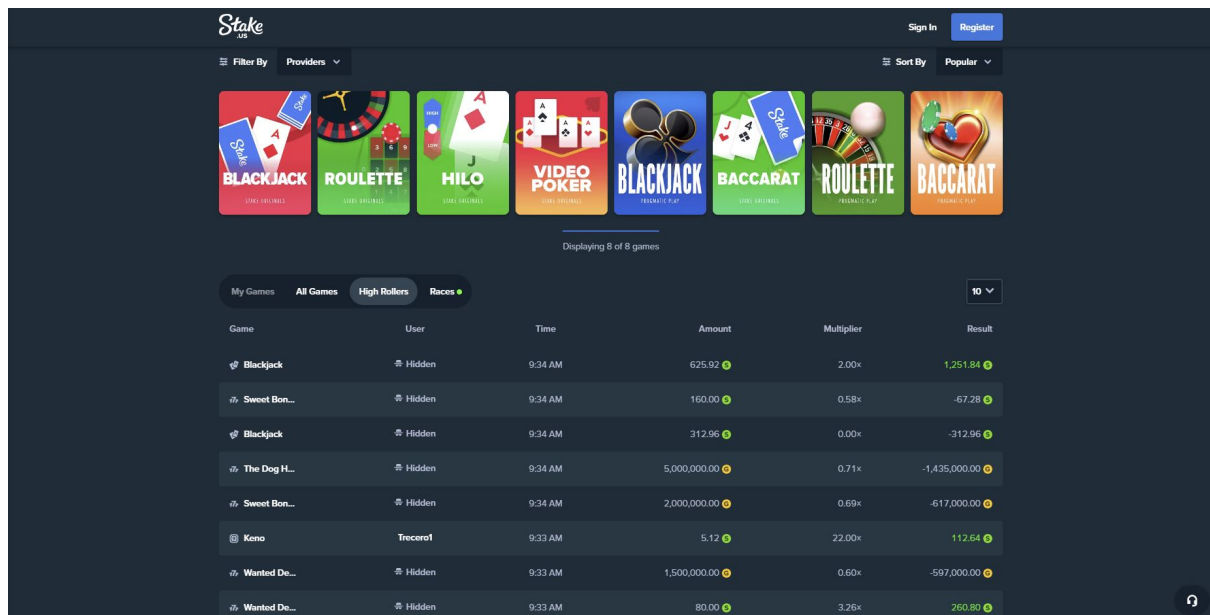 Stake
.US
Sign In Register
Filter By Providers
Sort By Popular
BLACKJACK
STAKE ORIGINALS
ROULETTE
STAKE ORIGINALS
HILO
STAKE ORIGINALS
VIDEO
POKER
STAKE ORIGINALS
BLACKJACK
PRAGMATIC PLAY
BACCARAT
STAKE ORIGINALS
ROULETTE
PRAGMATIC PLAY
BACCARAT
PRAGMATIC PLAY
Displaying 8 of 8 games
My Games All Games High Rollers Races 10
Game User Time Amount Multiplier Result
Blackjack Hidden 9:34 AM 625.92 S 2.00× 1,251.84 S
Sweet Bon... Hidden 9:34 AM 160.00 S 0.58× -67.28 S
Blackjack Hidden 9:34 AM 312.96 S 0.00× -312.96 S
The Dog H... Hidden 9:34 AM 5,000,000.00 G 0.71× -1,435,000.00 G
Sweet Bon... Hidden 9:34 AM 2,000,000.00 G 0.69× -617,000.00 G
Keno Trecero1 9:33 AM 5.12 S 22.00× 112.64 S
Wanted De... Hidden 9:33 AM 1,500,000.00 G 0.60× -597,000.00 G
Wanted De... Hidden 9:33 AM 80.00 S 3.26× 260.80 S